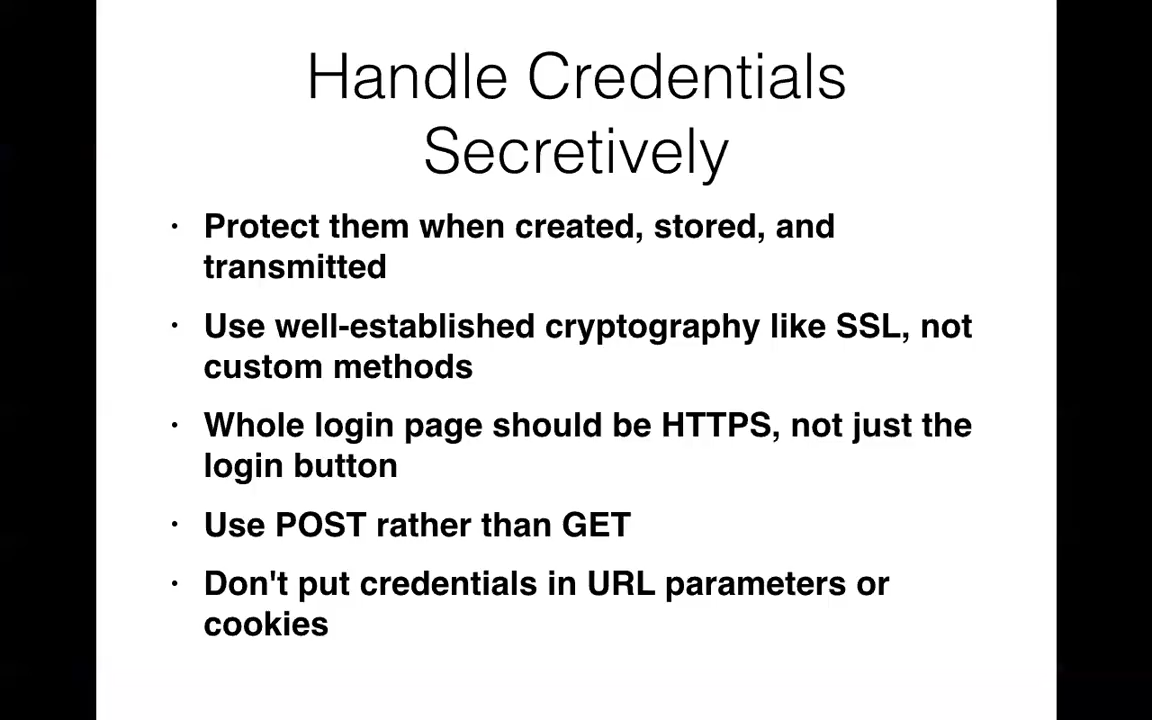 Handle Credentials
Secretively
· Protect them when created, stored, and
transmitted
· Use well-established cryptography like SSL, not
custom methods
· Whole login page should be HTTPS, not just the
login button
· Use POST rather than GET
· Don't put credentials in URL parameters or
cookies